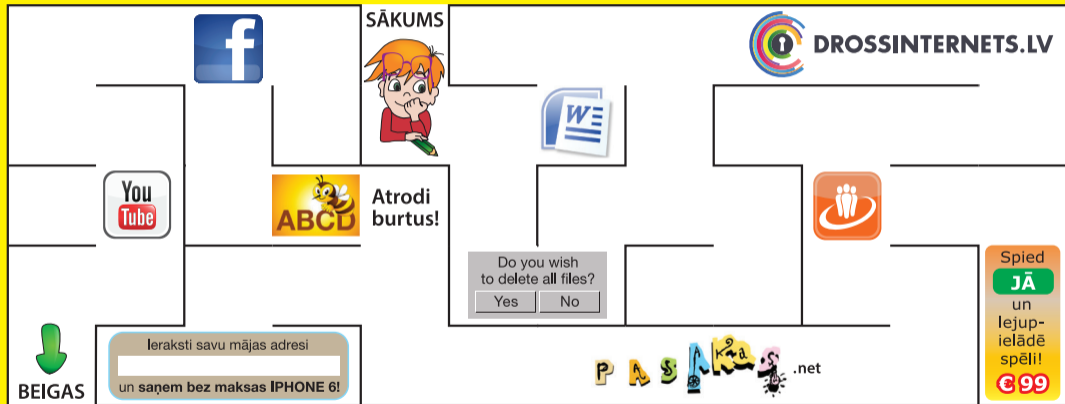 SĀKUMS
f
DROSSINTERNETS.LV
W
You
Tube
ABCD
Atrodi
burtus!
Do you wish
to delete all files?
Yes No
Spied
JĀ
un
lejup-
ielādē
spēli!
€99
BEIGAS
Ieraksti savu mājas adresi
un saņem bez maksas IPHONE 6!
PASAKAS.net